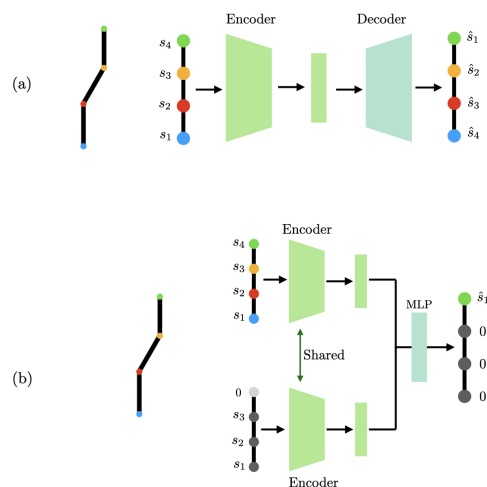 (a)
Encoder
Decoder
s₄
s₃
s₂
s₁
ŝ₁
ŝ₂
ŝ₃
ŝ₄
(b)
Encoder
s₄
s₃
s₂
s₁
Shared
0
s₃
s₂
s₁
Encoder
MLP
ŝ₁
0
0
0